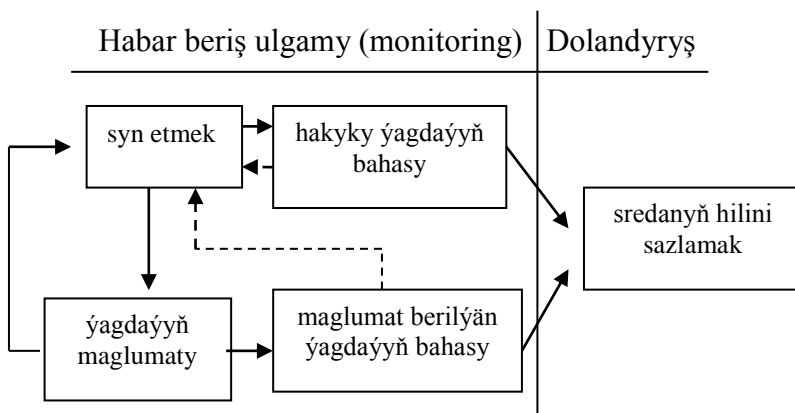 Habar beriş ulgamy (monitoring)
Dolandyryş
syn etmek
hakyky ýagdaýyň
bahasy
sredanyň hilini
sazlamak
ýagdaýyň
maglumaty
maglumat berilýän
ýagdaýyň bahasy